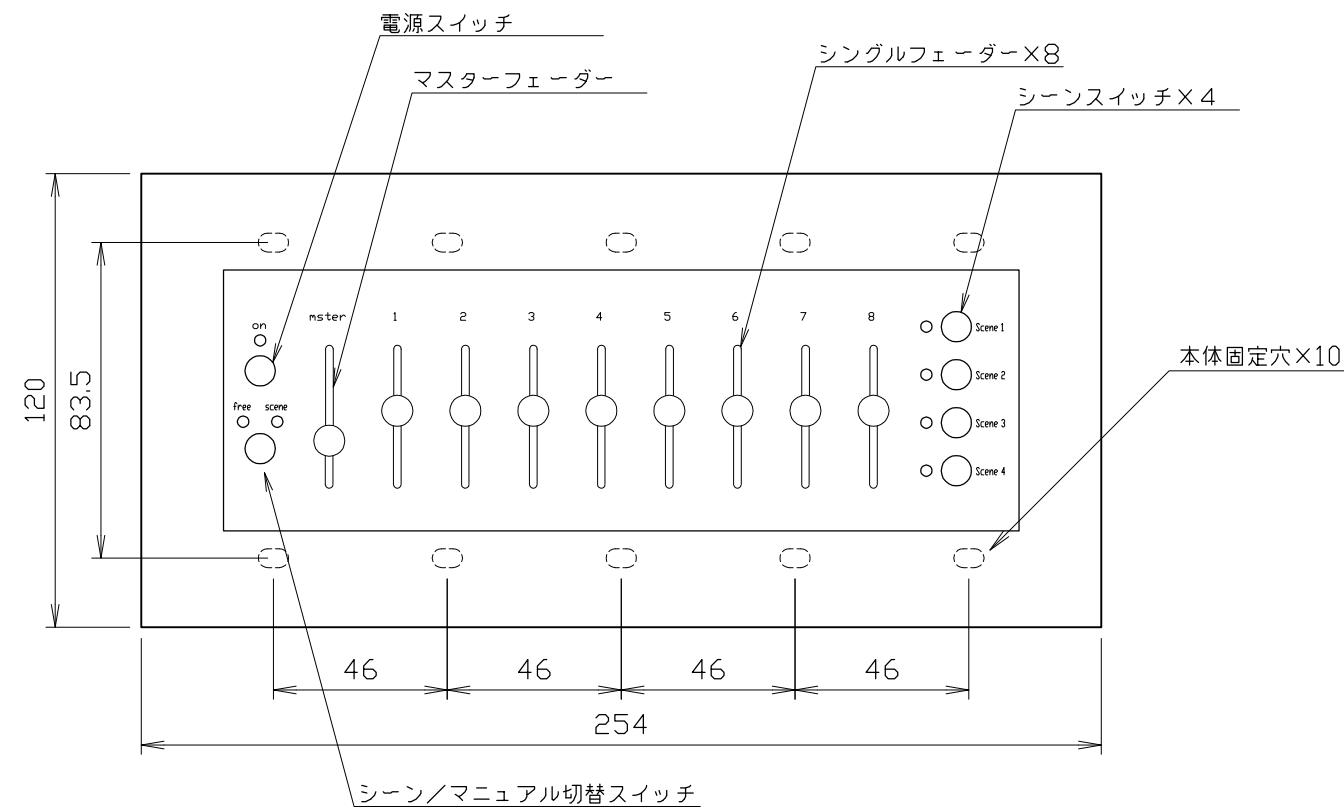 電源スイッチ
シングルフェーダー×8
マスターフェーダー
シーンスイッチ×4
mster 1 2 3 4 5 6 7 8
on
Scene 1
本体固定穴×10
Scene 2
120
83.5
free scene
Scene 3
Scene 4
46 46 46 46
254
シーン／マニュアル切替スイッチ